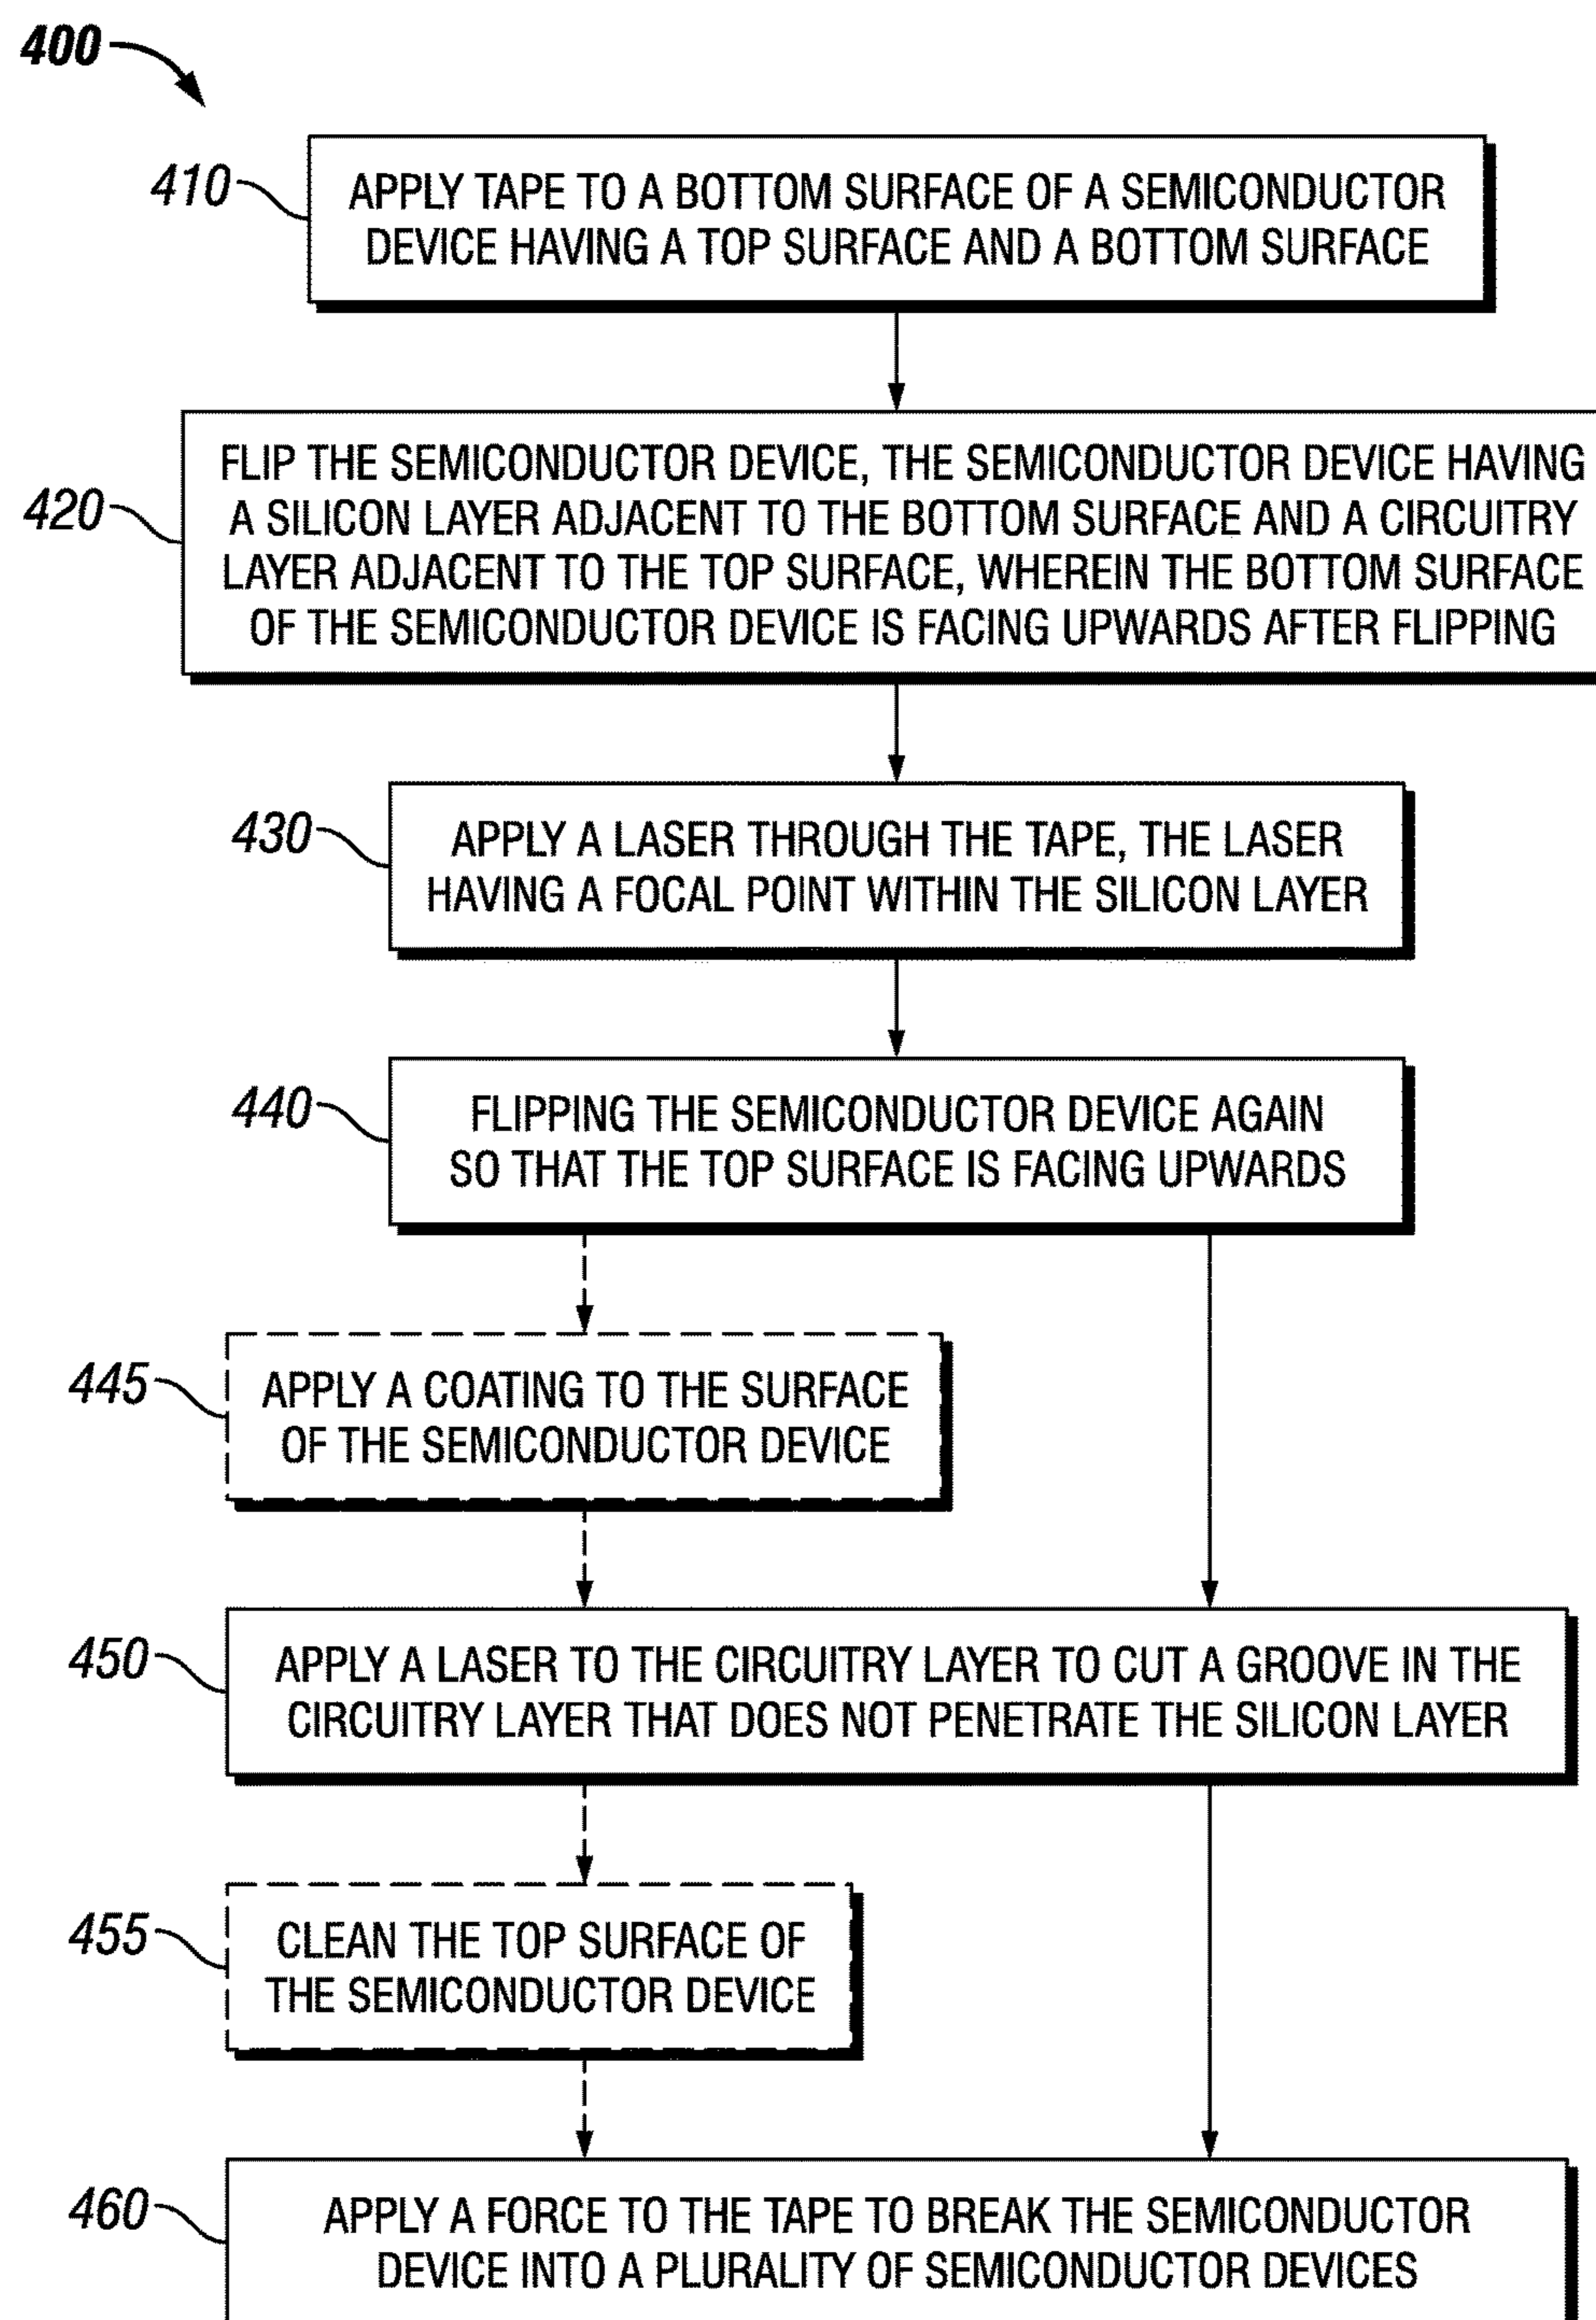 400
410
APPLY TAPE TO A BOTTOM SURFACE OF A SEMICONDUCTOR
DEVICE HAVING A TOP SURFACE AND A BOTTOM SURFACE
420
FLIP THE SEMICONDUCTOR DEVICE, THE SEMICONDUCTOR DEVICE HAVING
A SILICON LAYER ADJACENT TO THE BOTTOM SURFACE AND A CIRCUITRY
LAYER ADJACENT TO THE TOP SURFACE, WHEREIN THE BOTTOM SURFACE
OF THE SEMICONDUCTOR DEVICE IS FACING UPWARDS AFTER FLIPPING
430
APPLY A LASER THROUGH THE TAPE, THE LASER
HAVING A FOCAL POINT WITHIN THE SILICON LAYER
440
FLIPPING THE SEMICONDUCTOR DEVICE AGAIN
SO THAT THE TOP SURFACE IS FACING UPWARDS
445
APPLY A COATING TO THE SURFACE
OF THE SEMICONDUCTOR DEVICE
450
APPLY A LASER TO THE CIRCUITRY LAYER TO CUT A GROOVE IN THE
CIRCUITRY LAYER THAT DOES NOT PENETRATE THE SILICON LAYER
455
CLEAN THE TOP SURFACE OF
THE SEMICONDUCTOR DEVICE
460
APPLY A FORCE TO THE TAPE TO BREAK THE SEMICONDUCTOR
DEVICE INTO A PLURALITY OF SEMICONDUCTOR DEVICES